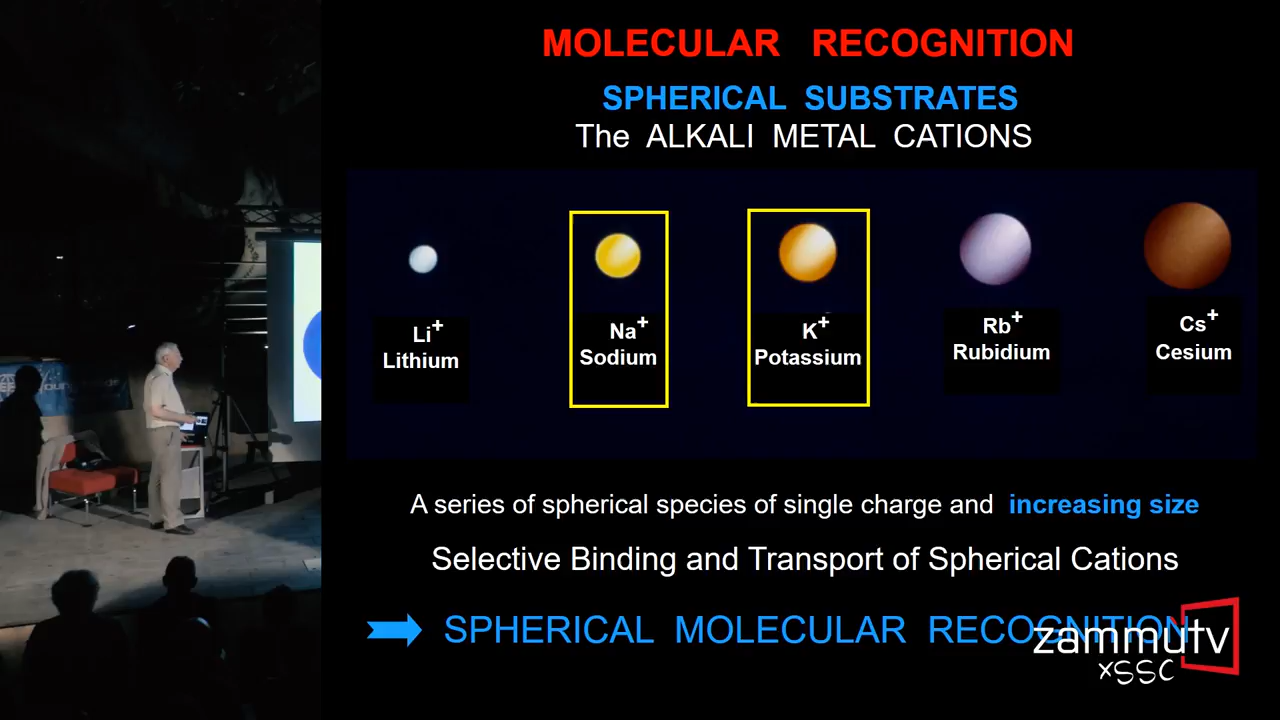 MOLECULAR RECOGNITION
SPHERICAL SUBSTRATES
The ALKALI METAL CATIONS
Li+
Lithium
Na+
Sodium
K+
Potassium
Rb+
Rubidium
Cs+
Cesium
A series of spherical species of single charge and increasing size
Selective Binding and Transport of Spherical Cations
SPHERICAL MOLECULAR RECOGNITION
zammutv
xSSC